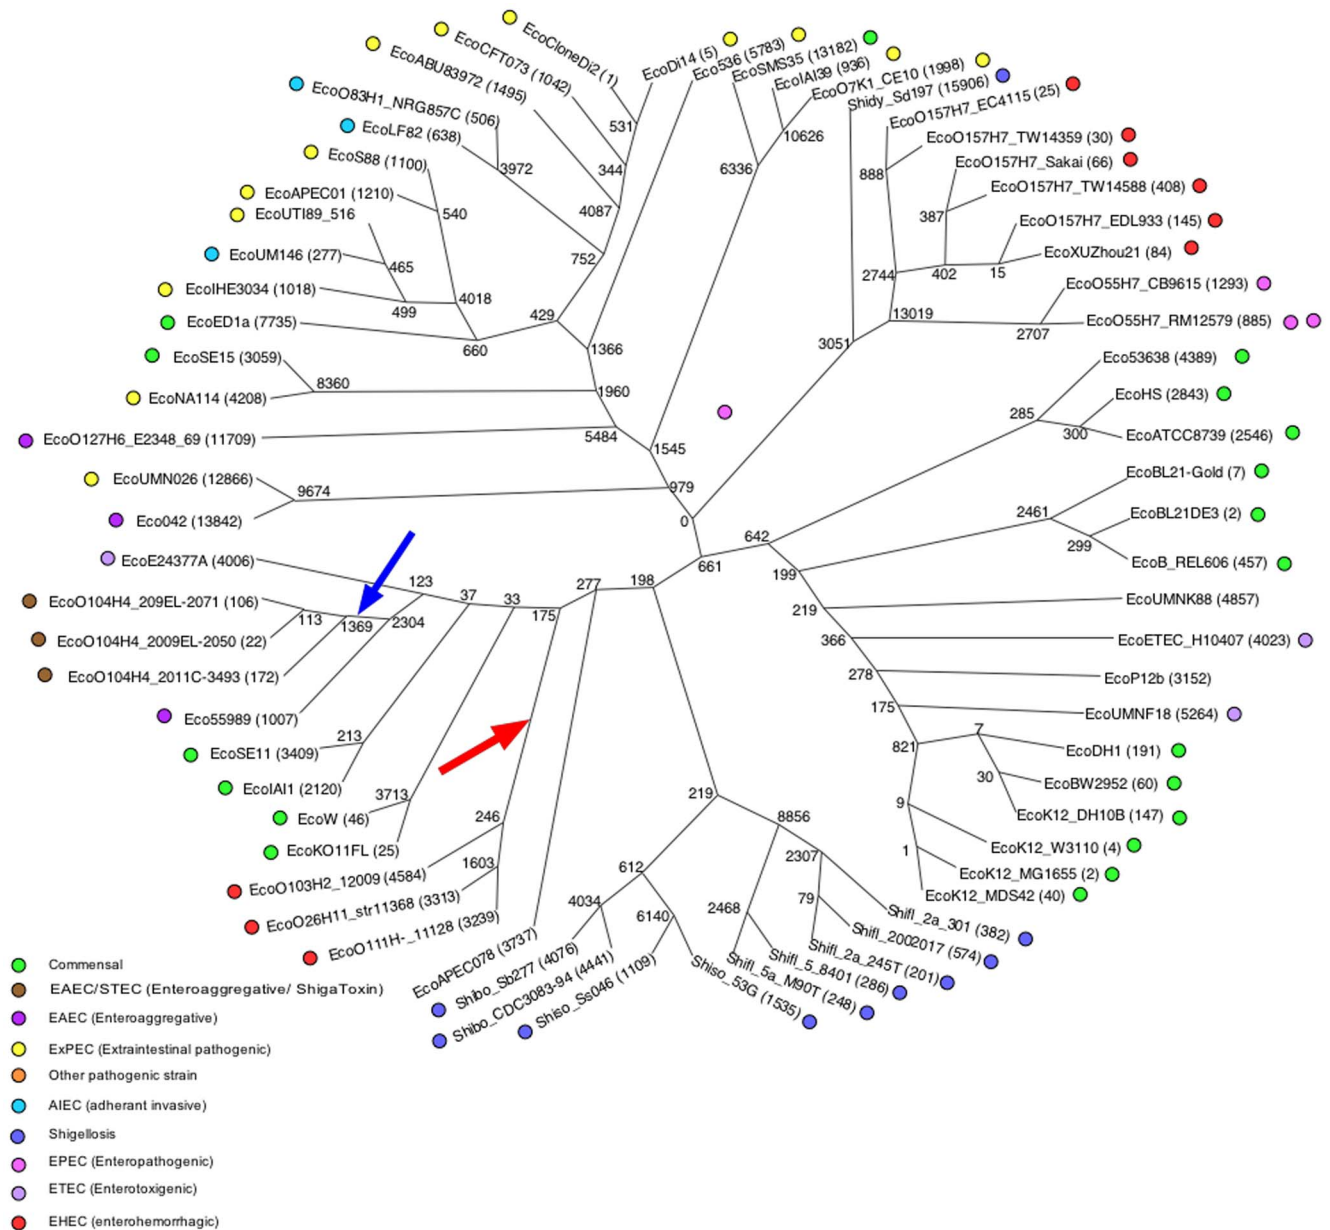 EcoCloneDi2 (1)
EcoCFT073 (1042)
EcoABU83972 (1495)
EcoO83H1_NRG857C (506)
EcoLF82 (638)
EcoS88 (1100)
EcoAPEC01 (1210)
EcoUTI89_516
EcoUM146 (277)
EcoIHE3034 (1018)
EcoED1a (7735)
EcoSE15 (3059)
EcoNA114 (4208)
EcoO127H6_E2348_69 (11709)
EcoUMN026 (12866)
Eco042 (13842)
EcoE24377A (4006)
EcoO104H4_209EL-2071 (106)
EcoO104H4_2009EL-2050 (22)
EcoO104H4_2011C-3493 (172)
Eco55989 (1007)
EcoSE11 (3409)
EcoIAI1 (2120)
EcoW (46)
EcoKO11FL (25)
EcoO103H2_12009 (4584)
EcoO26H11_str11368 (3313)
EcoO111H-_11128 (3239)
EcoAPEC078 (3737)
Shibo_Sb277 (4076)
Shibo_CDC3083-94 (4441)
Shiso_Ss046 (1109)
Shiso_53G (1535)
Shifl_5a_M90T (248)
Shifl_5_8401 (286)
Shifl_2a_245T (201)
Shifl_2002017 (574)
Shifl_2a_301 (382)
EcoDi14 (5)
Eco536 (5783)
EcoSMS35 (13182)
EcoIAI39 (936)
EcoO7K1_CE10 (1998)
Shidy_Sd197 (15906)
EcoO157H7_EC4115 (25)
EcoO157H7_TW14359 (30)
EcoO157H7_Sakai (66)
EcoO157H7_TW14588 (408)
EcoO157H7_EDL933 (145)
EcoXUZhou21 (84)
EcoO55H7_CB9615 (1293)
EcoO55H7_RM12579 (885)
Eco53638 (4389)
EcoHS (2843)
EcoATCC8739 (2546)
EcoBL21-Gold (7)
EcoBL21DE3 (2)
EcoB_REL606 (457)
EcoUMNK88 (4857)
EcoETEC_H10407 (4023)
EcoP12b (3152)
EcoUMNF18 (5264)
EcoDH1 (191)
EcoBW2952 (60)
EcoK12_DH10B (147)
EcoK12_W3110 (4)
EcoK12_MG1655 (2)
EcoK12_MDS42 (40)
531
344
3972
4087
540
752
465
4018
499
429
660
1366
8360
1960
5484
1545
9674
979
0
6336
10626
888
387
2744
402
15
13019
3051
2707
285
300
2461
299
642
661
199
219
366
278
175
821
7
30
9
1
198
277
175
33
37
123
113
1369
2304
213
3713
246
1603
219
612
4034
6140
8856
2307
79
2468
Commensal
EAEC/STEC (Enteroaggregative/ ShigaToxin)
EAEC (Enteroaggregative)
ExPEC (Extraintestinal pathogenic)
Other pathogenic strain
AIEC (adherant invasive)
Shigellosis
EPEC (Enteropathogenic)
ETEC (Enterotoxigenic)
EHEC (enterohemorrhagic)